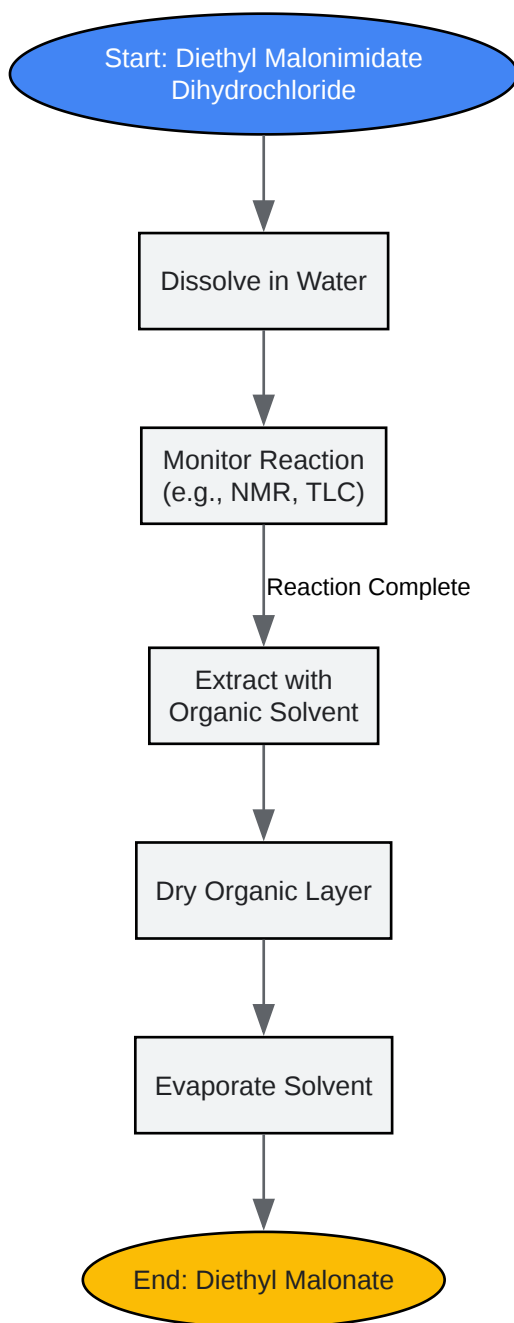 Start: Diethyl Malonimidate
Dihydrochloride
Dissolve in Water
Monitor Reaction
(e.g., NMR, TLC)
Reaction Complete
Extract with
Organic Solvent
Dry Organic Layer
Evaporate Solvent
End: Diethyl Malonate